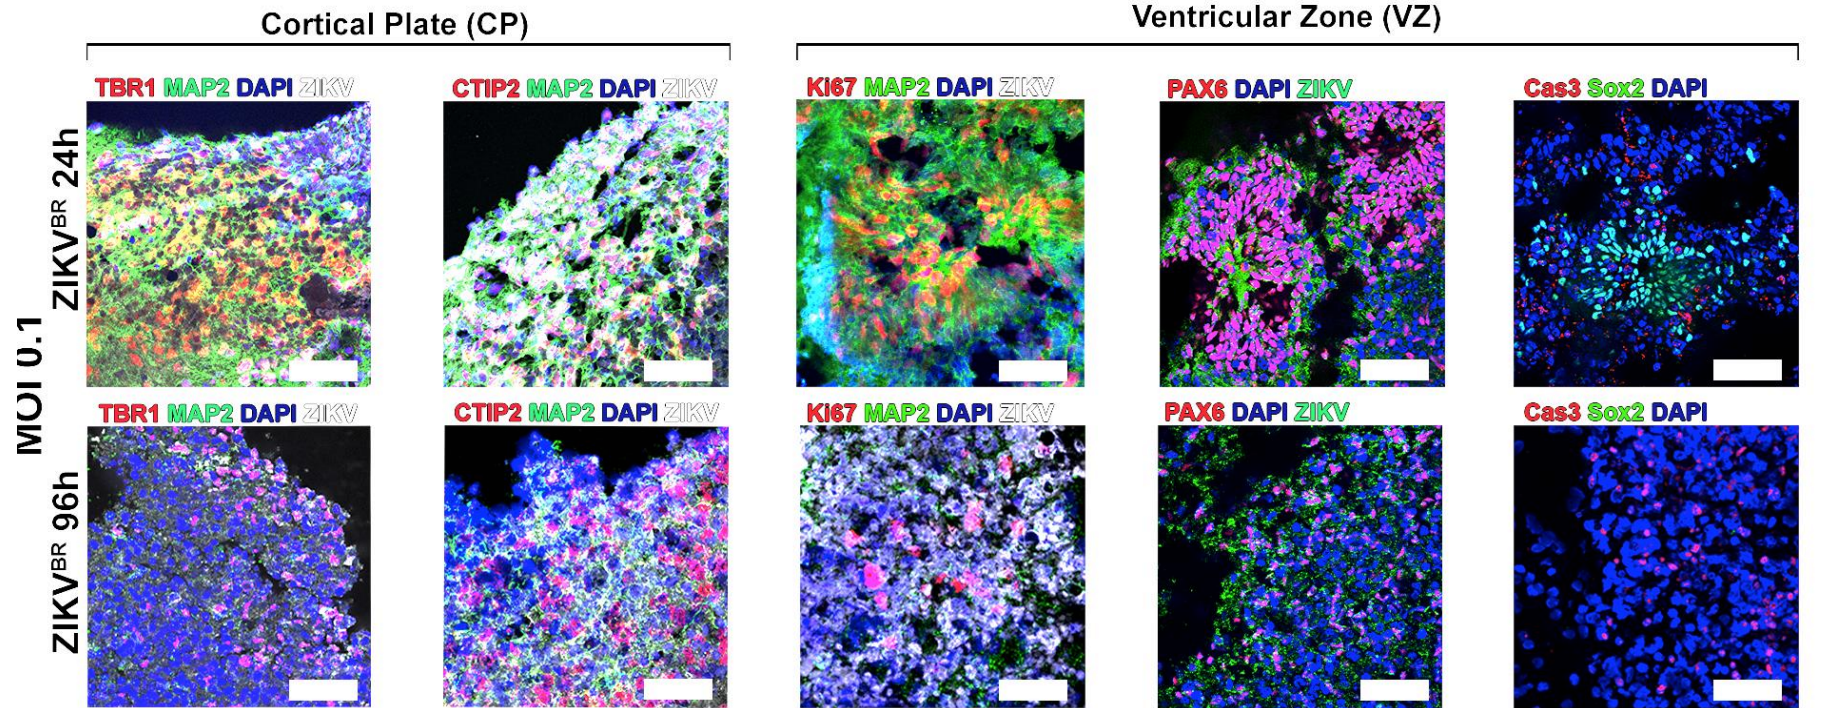 Cortical Plate (CP)
Ventricular Zone (VZ)
MOI 0.1
ZIKVᴮᴿ 24h
TBR1 MAP2 DAPI ZIKV
CTIP2 MAP2 DAPI ZIKV
Ki67 MAP2 DAPI ZIKV
PAX6 DAPI ZIKV
Cas3 Sox2 DAPI
ZIKVᴮᴿ 96h
TBR1 MAP2 DAPI ZIKV
CTIP2 MAP2 DAPI ZIKV
Ki67 MAP2 DAPI ZIKV
PAX6 DAPI ZIKV
Cas3 Sox2 DAPI